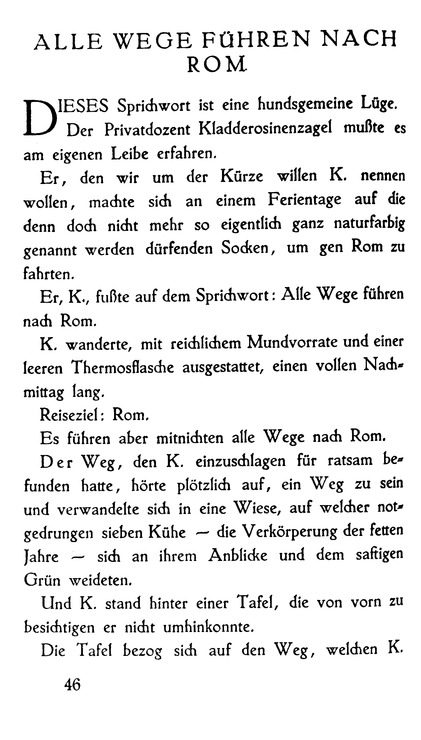 ALLE WEGE FÜHREN NACH
ROM
DIESES Sprichwort ist eine hundsgemeine Lüge.
Der Privatdozent Kladderosinenzagel mußte es
am eigenen Leibe erfahren.
Er, den wir um der Kürze willen K. nennen
wollen, machte sich an einem Ferientage auf die
denn doch nicht mehr so eigentlich ganz naturfarbig
genannt werden dürfenden Socken, um gen Rom zu
fahrten.
Er, K., fußte auf dem Sprichwort: Alle Wege führen
nach Rom.
K. wanderte, mit reichlichem Mundvorrate und einer
leeren Thermosflasche ausgestattet, einen vollen Nach-
mittag lang.
Reiseziel: Rom.
Es führen aber mitnichten alle Wege nach Rom.
Der Weg, den K. einzuschlagen für ratsam be-
funden hatte, hörte plötzlich auf, ein Weg zu sein
und verwandelte sich in eine Wiese, auf welcher not-
gedrungen sieben Kühe — die Verkörperung der fetten
Jahre — sich an ihrem Anblicke und dem saftigen
Grün weideten.
Und K. stand hinter einer Tafel, die von vorn zu
besichtigen er nicht umhinkonnte.
Die Tafel bezog sich auf den Weg, welchen K.
46